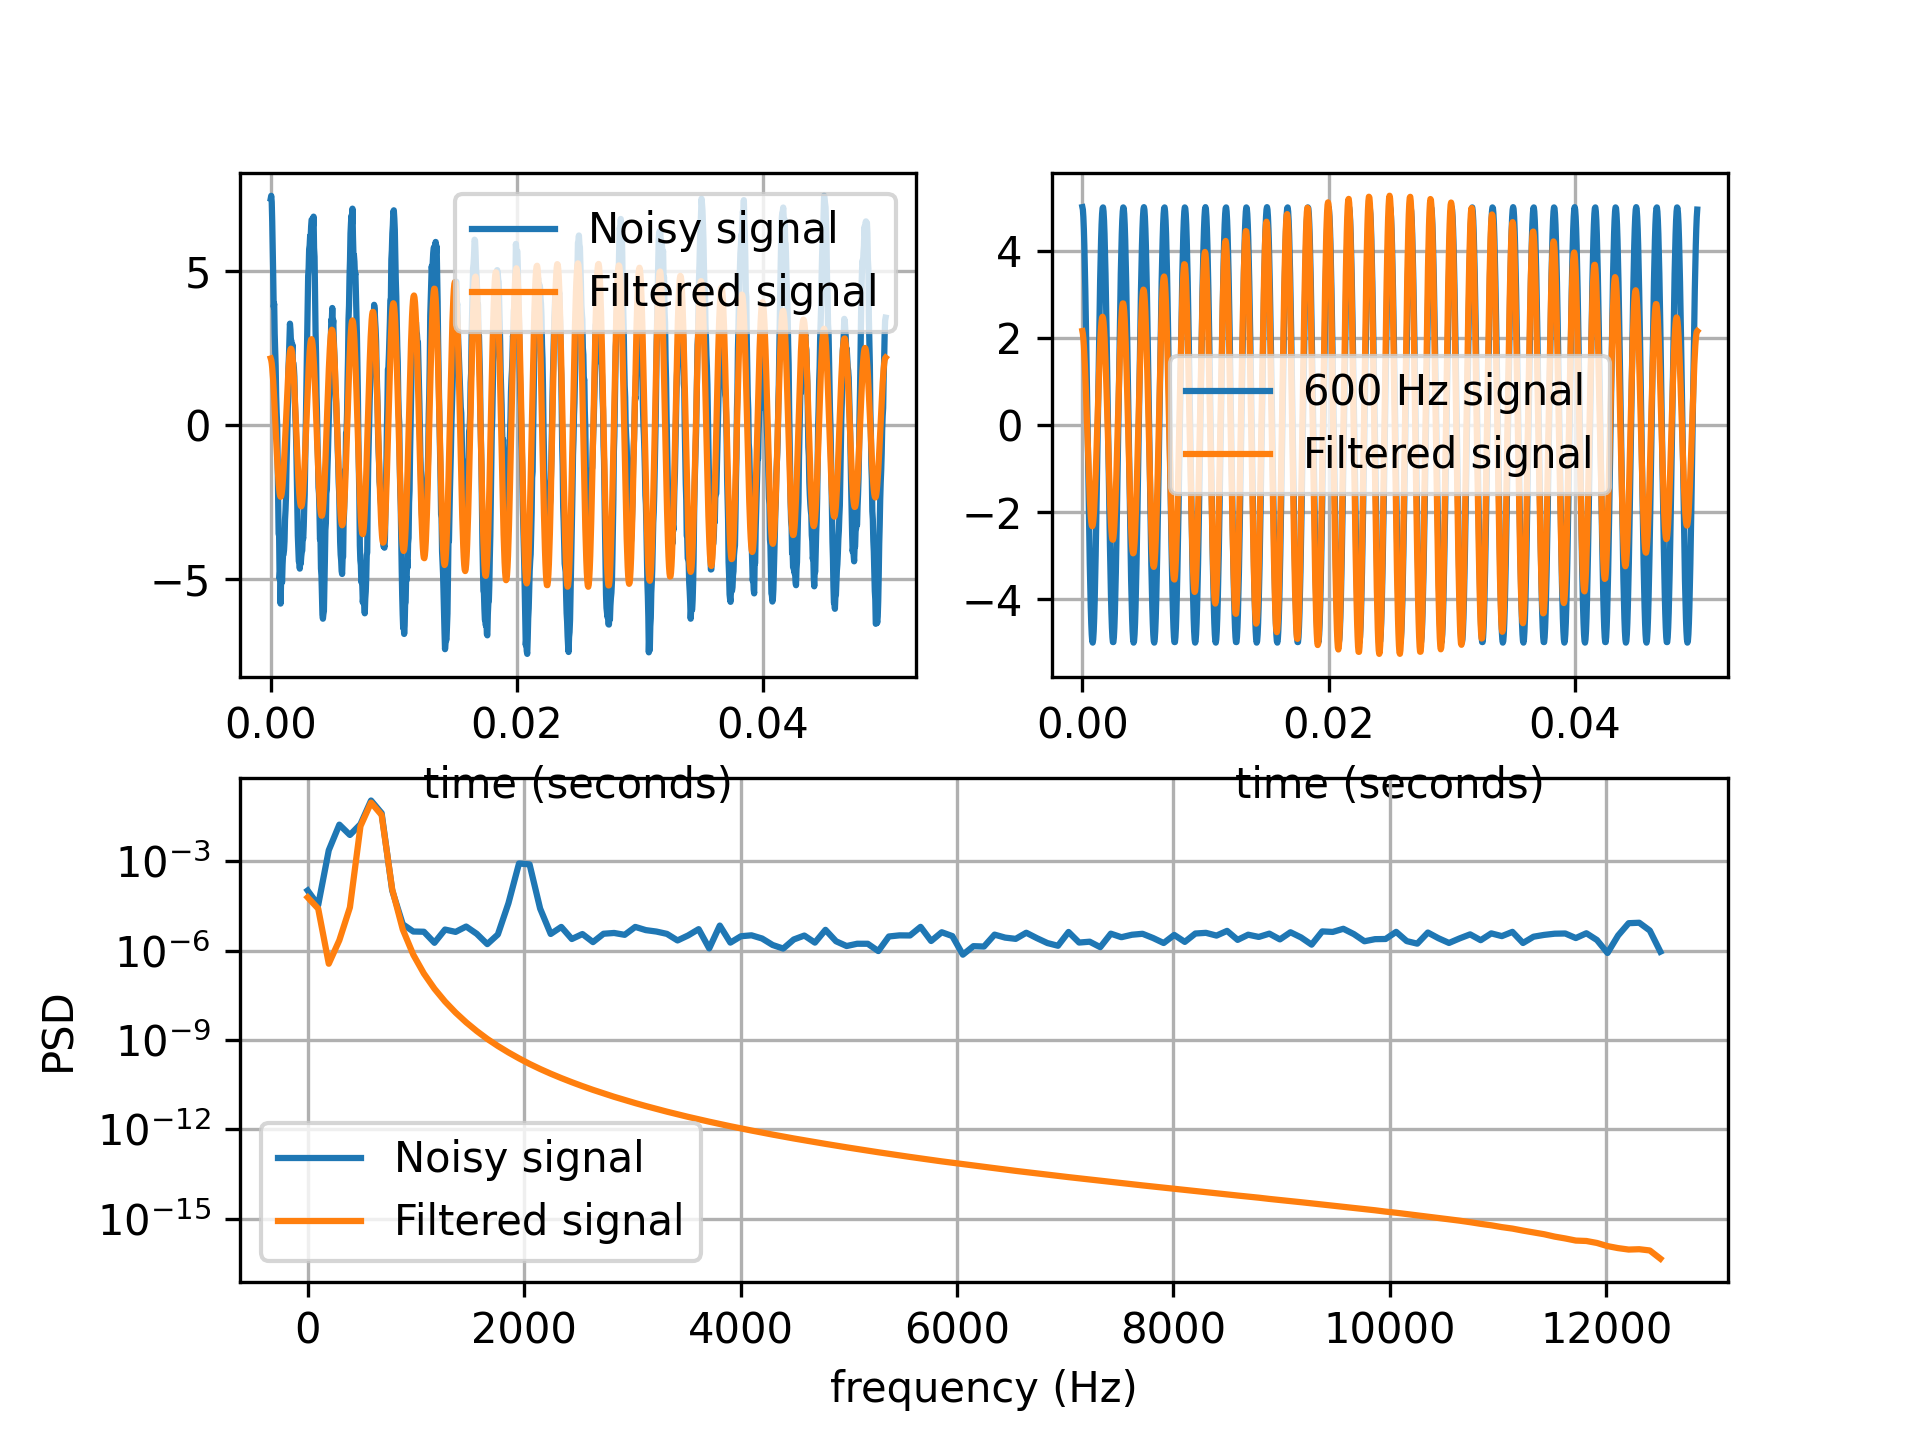 Noisy signal
Filtered signal
5
0
−5
0.00 0.02 0.04
time (seconds)
600 Hz signal
Filtered signal
4
2
0
−2
−4
0.00 0.02 0.04
time (seconds)
PSD
10⁻³
10⁻⁶
10⁻⁹
10⁻¹²
10⁻¹⁵
Noisy signal
Filtered signal
0 2000 4000 6000 8000 10000 12000
frequency (Hz)